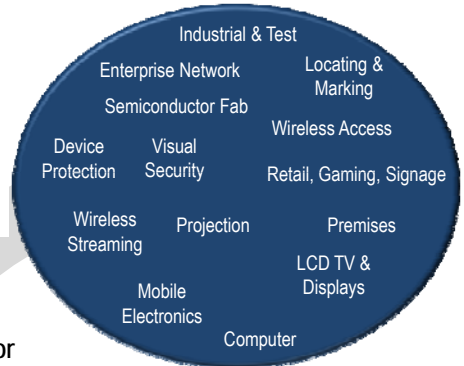 Industrial & Test
Enterprise Network
Locating &
Marking
Semiconductor Fab
Wireless Access
Device
Protection
Visual
Security
Retail, Gaming, Signage
Wireless
Streaming
Projection
Premises
LCD TV &
Displays
Mobile
Electronics
Computer
or